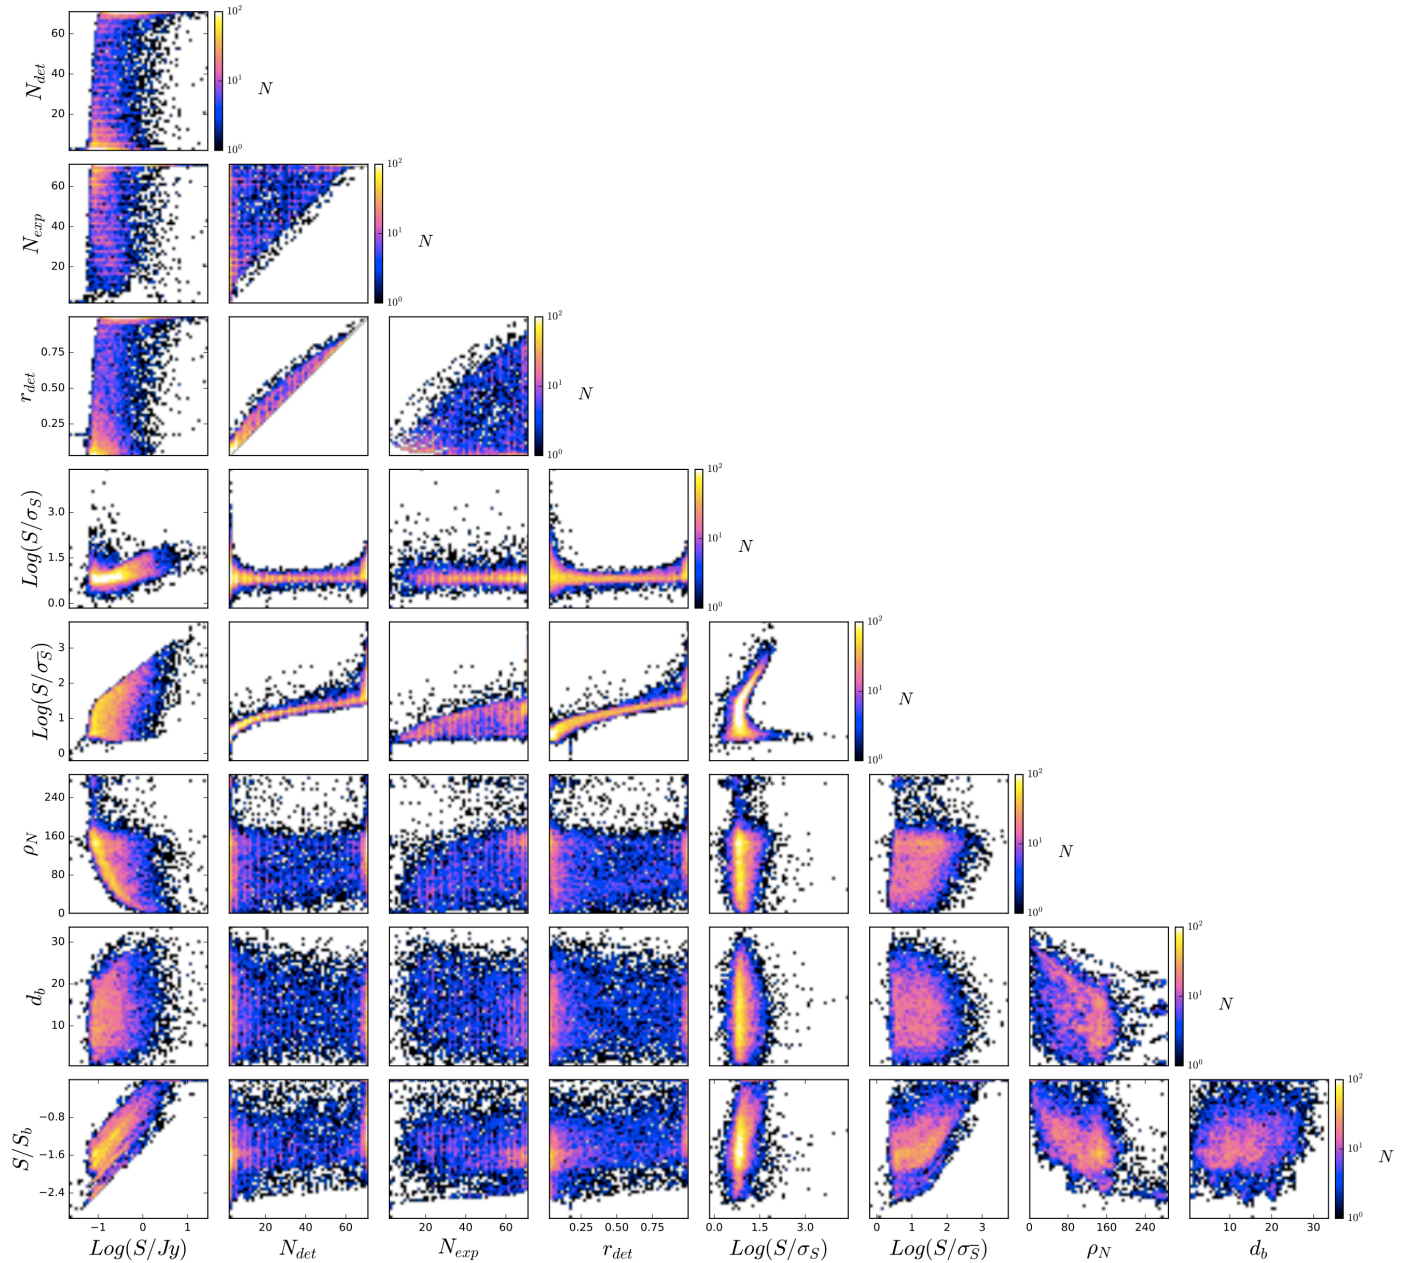 N_det 60 40 20 10^2 10^1 10^0 N
N_exp 60 40 20 10^2 10^1 10^0 N
r_det 0.75 0.50 0.25 10^2 10^1 10^0 N
Log(S/σ_S) 3.0 1.5 0.0 10^2 10^1 10^0 N
Log(S/σ_S̄) 3 2 1 0 10^2 10^1 10^0 N
ρ_N 240 160 80 0 10^2 10^1 10^0 N
d_b 30 20 10 10^2 10^1 10^0 N
S/S_b −0.8 −1.6 −2.4 10^2 10^1 10^0 N
−1 0 1 20 40 60 20 40 60 0.25 0.50 0.75 0.0 1.5 3.0 0 1 2 3 0 80 160 240 10 20 30
Log(S/Jy) N_det N_exp r_det Log(S/σ_S) Log(S/σ_S̄) ρ_N d_b